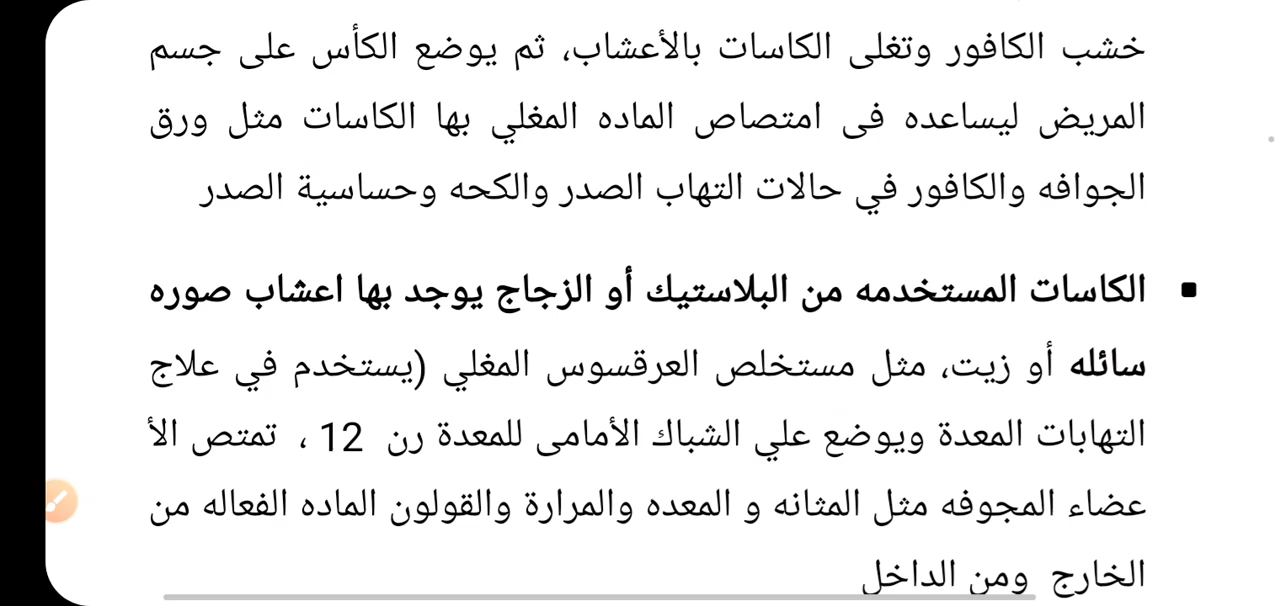 خشب الكافور وتغلى الكاسات بالأعشاب، ثم يوضع الكأس على جسم
المريض ليساعده فى امتصاص الماده المغلي بها الكاسات مثل ورق
الجوافه والكافور في حالات التهاب الصدر والكحه وحساسية الصدر
▪ الكاسات المستخدمه من البلاستيك أو الزجاج يوجد بها اعشاب صوره
سائله أو زيت، مثل مستخلص العرقسوس المغلي (يستخدم في علاج
التهابات المعدة ويوضع علي الشباك الأمامى للمعدة رن 12 ، تمتص الأ
عضاء المجوفه مثل المثانه و المعده والمرارة والقولون الماده الفعاله من
الخارج ومن الداخل